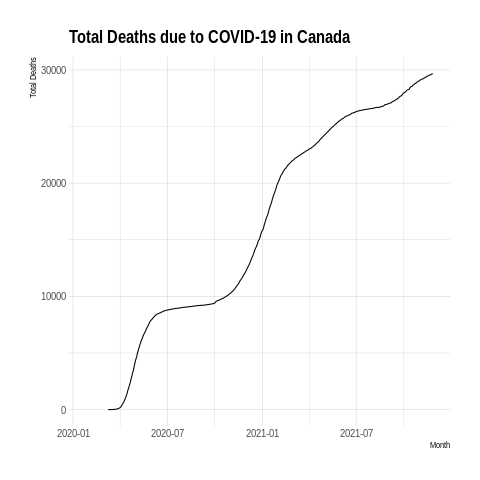 Total Deaths due to COVID-19 in Canada
Total Deaths
30000
20000
10000
0
2020-01 2020-07 2021-01 2021-07
Month